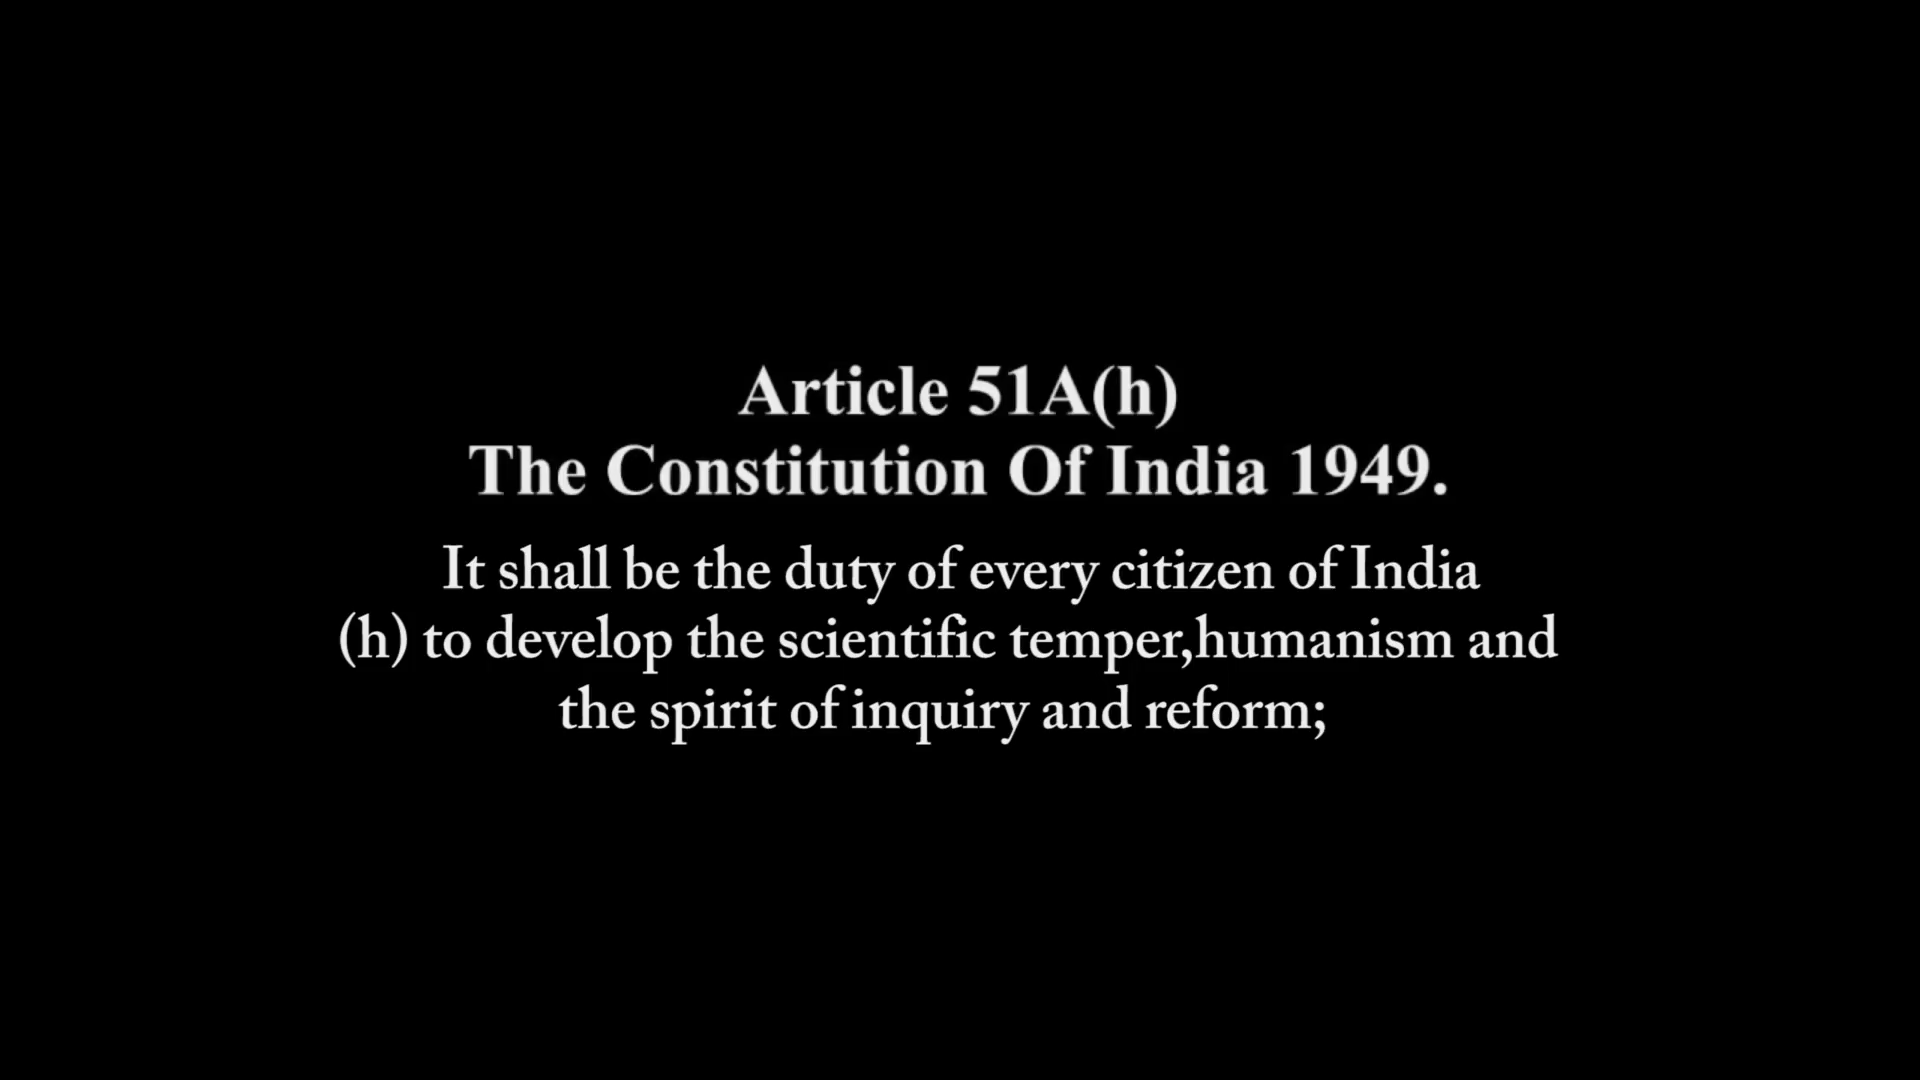 Article 51A(h)
The Constitution Of India 1949.
It shall be the duty of every citizen of India
(h) to develop the scientific temper,humanism and
the spirit of inquiry and reform;